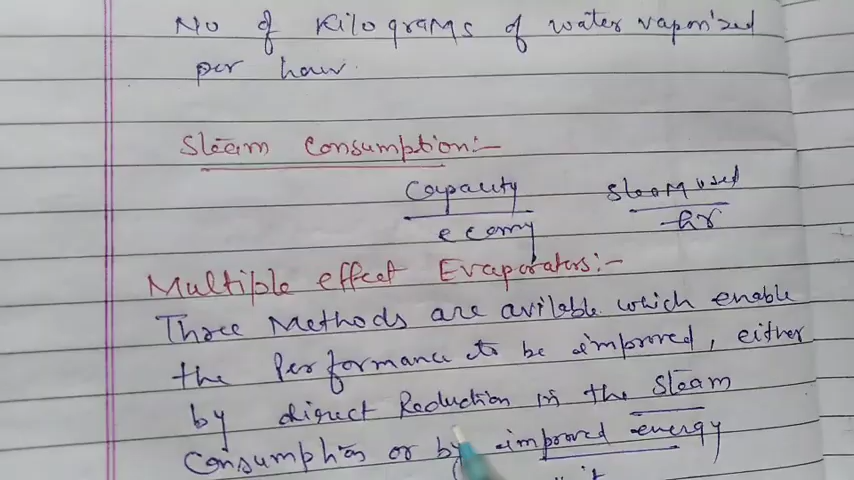 No of Kilograms of water vaporized
per hour.
Steam Consumption:-
Capacity steam used
ecomy hr
Multiple effect Evaporators:-
Three Methods are avilable which enable
the Performance to be improved, either
by direct Reduction in the Steam
Consumption or by improved energy